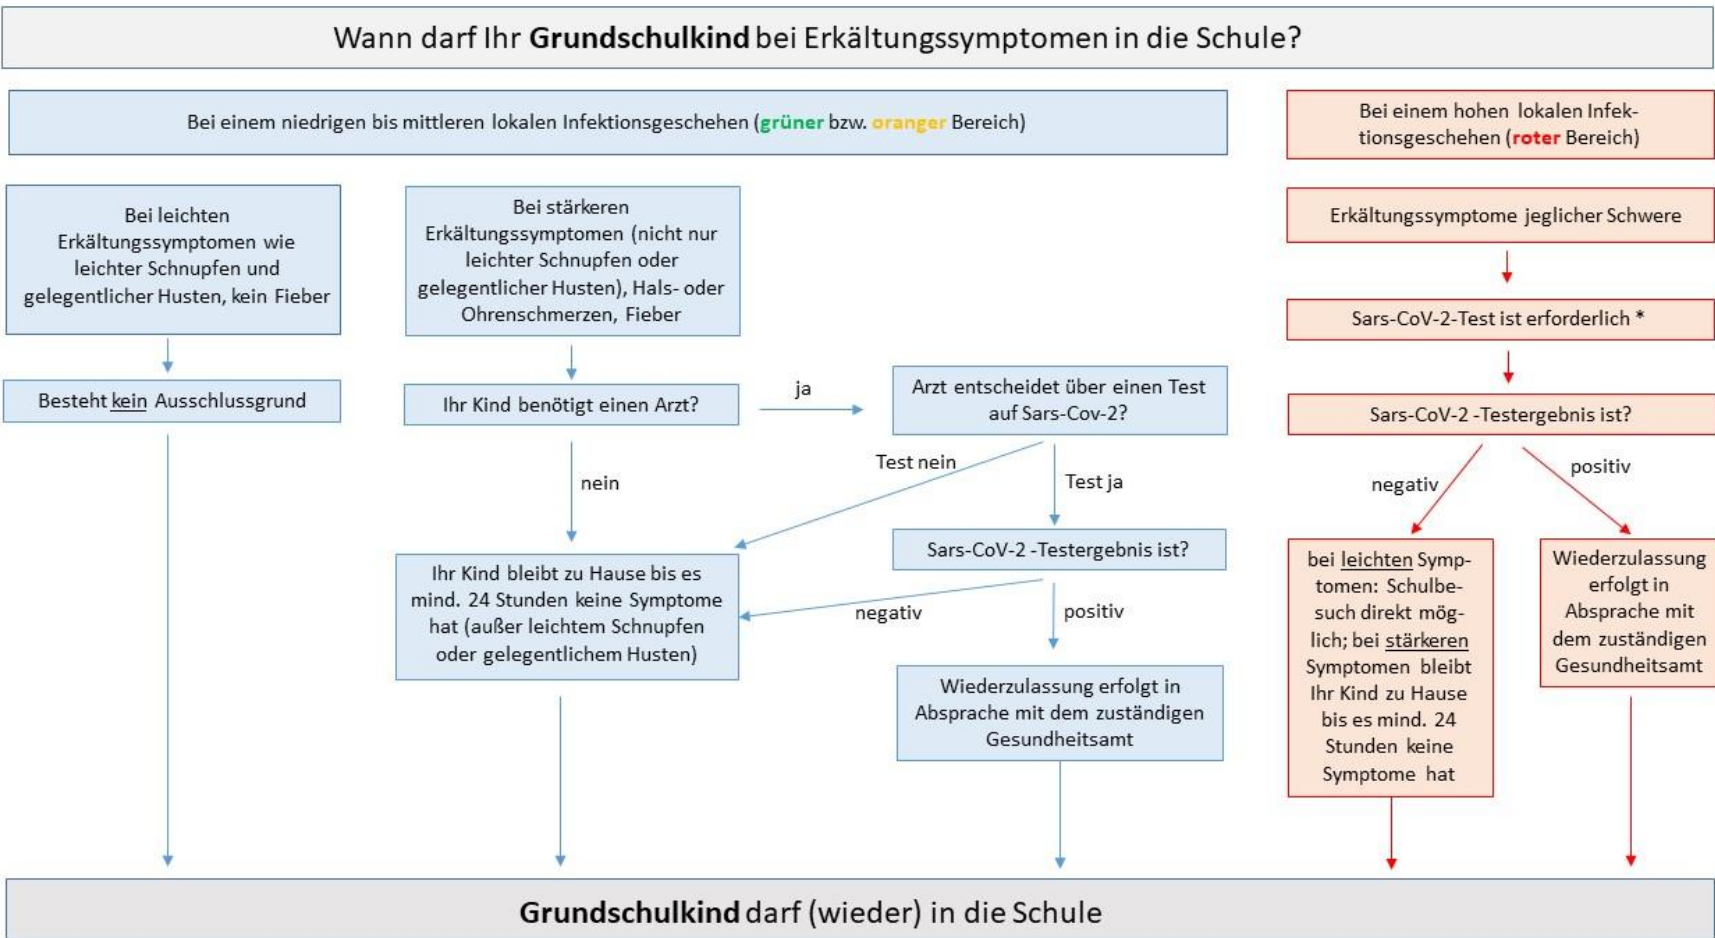 Wann darf Ihr Grundschulkind bei Erkältungssymptomen in die Schule?
Bei einem niedrigen bis mittleren lokalen Infektionsgeschehen (grüner bzw. oranger Bereich)
Bei einem hohen lokalen Infek-
tionsgeschehen (roter Bereich)
Bei leichten
Erkältungssymptomen wie
leichter Schnupfen und
gelegentlicher Husten, kein Fieber
Besteht kein Ausschlussgrund
Bei stärkeren
Erkältungssymptomen (nicht nur
leichter Schnupfen oder
gelegentlicher Husten), Hals- oder
Ohrenschmerzen, Fieber
Ihr Kind benötigt einen Arzt?
ja
nein
Arzt entscheidet über einen Test
auf Sars-Cov-2?
Test nein
Test ja
Sars-CoV-2 -Testergebnis ist?
negativ
positiv
Ihr Kind bleibt zu Hause bis es
mind. 24 Stunden keine Symptome
hat (außer leichtem Schnupfen
oder gelegentlichem Husten)
Wiederzulassung erfolgt in
Absprache mit dem zuständigen
Gesundheitsamt
Erkältungssymptome jeglicher Schwere
Sars-CoV-2-Test ist erforderlich *
Sars-CoV-2 -Testergebnis ist?
negativ
positiv
bei leichten Symp-
tomen: Schulbe-
such direkt mög-
lich; bei stärkeren
Symptomen bleibt
Ihr Kind zu Hause
bis es mind. 24
Stunden keine
Symptome hat
Wiederzulassung
erfolgt in
Absprache mit
dem zuständigen
Gesundheitsamt
Grundschulkind darf (wieder) in die Schule